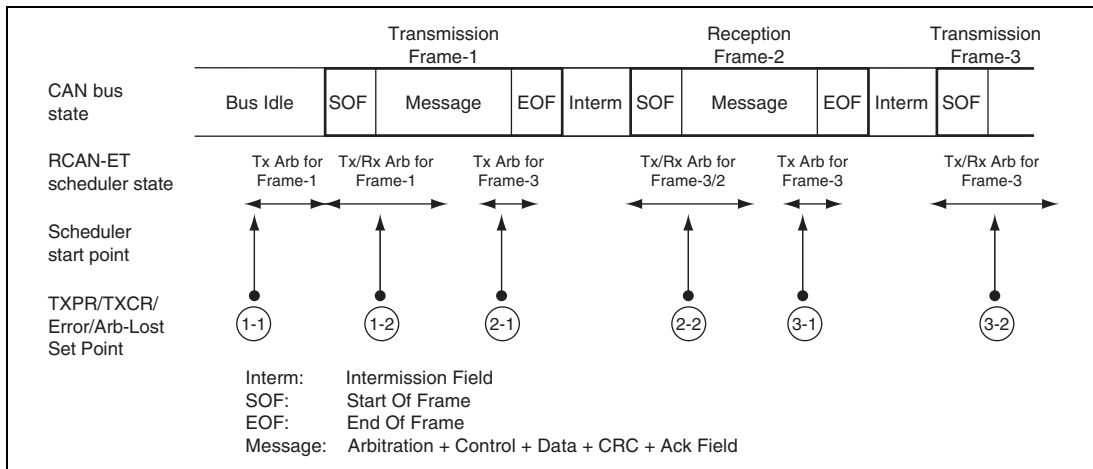 Transmission
Frame-1
Reception
Frame-2
Transmission
Frame-3
CAN bus
state
Bus Idle
SOF
Message
EOF
Interm
SOF
Message
EOF
Interm
SOF
RCAN-ET
scheduler state
Tx Arb for
Frame-1
Tx/Rx Arb for
Frame-1
Tx Arb for
Frame-3
Tx/Rx Arb for
Frame-3/2
Tx Arb for
Frame-3
Tx/Rx Arb for
Frame-3
Scheduler
start point
TXPR/TXCR/
Error/Arb-Lost
Set Point
1-1
1-2
2-1
2-2
3-1
3-2
Interm: Intermission Field
SOF: Start Of Frame
EOF: End Of Frame
Message: Arbitration + Control + Data + CRC + Ack Field